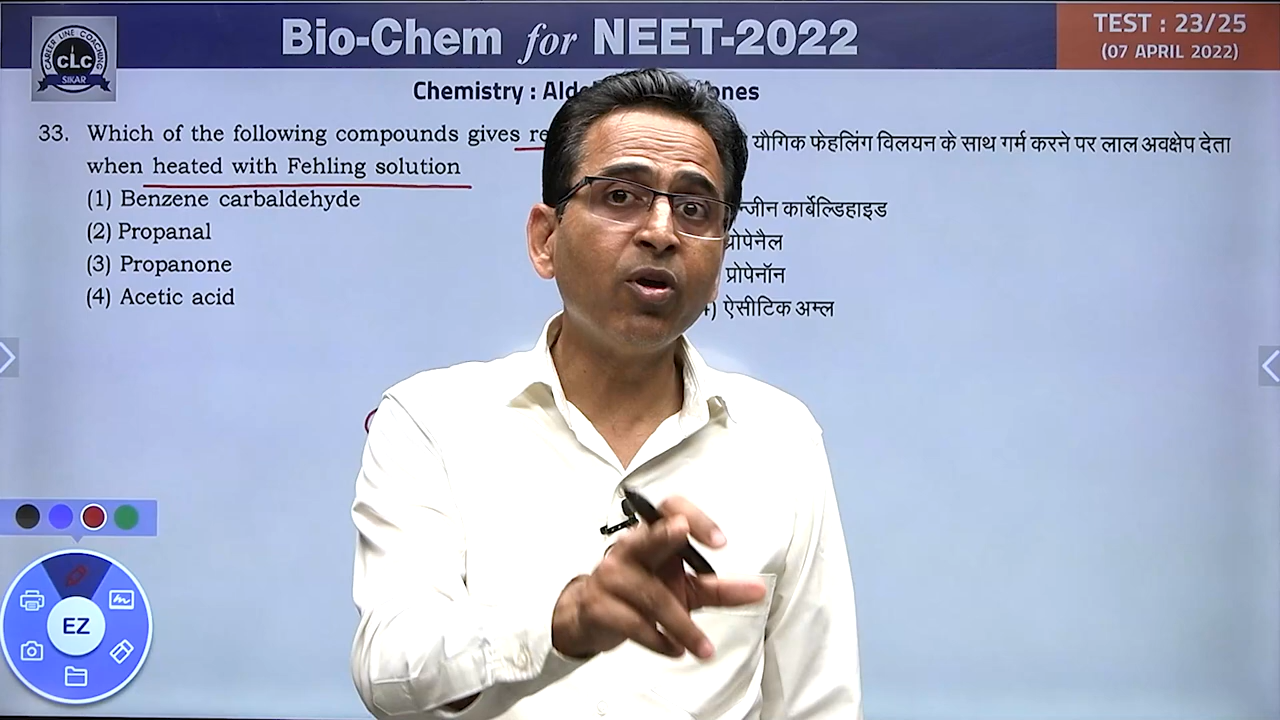 CAREER LINE COACHING
CLC
SIKAR
Bio-Chem for NEET-2022
TEST : 23/25
(07 APRIL 2022)
Chemistry : Ald
ones
33. Which of the following compounds gives re
when heated with Fehling solution
(1) Benzene carbaldehyde
(2) Propanal
(3) Propanone
(4) Acetic acid
यौगिक फेहलिंग विलयन के साथ गर्म करने पर लाल अवक्षेप देता
न्जीन कार्बेल्डिहाइड
प्रोपेनैल
प्रोपेनॉन
4) ऐसीटिक अम्ल
EZ